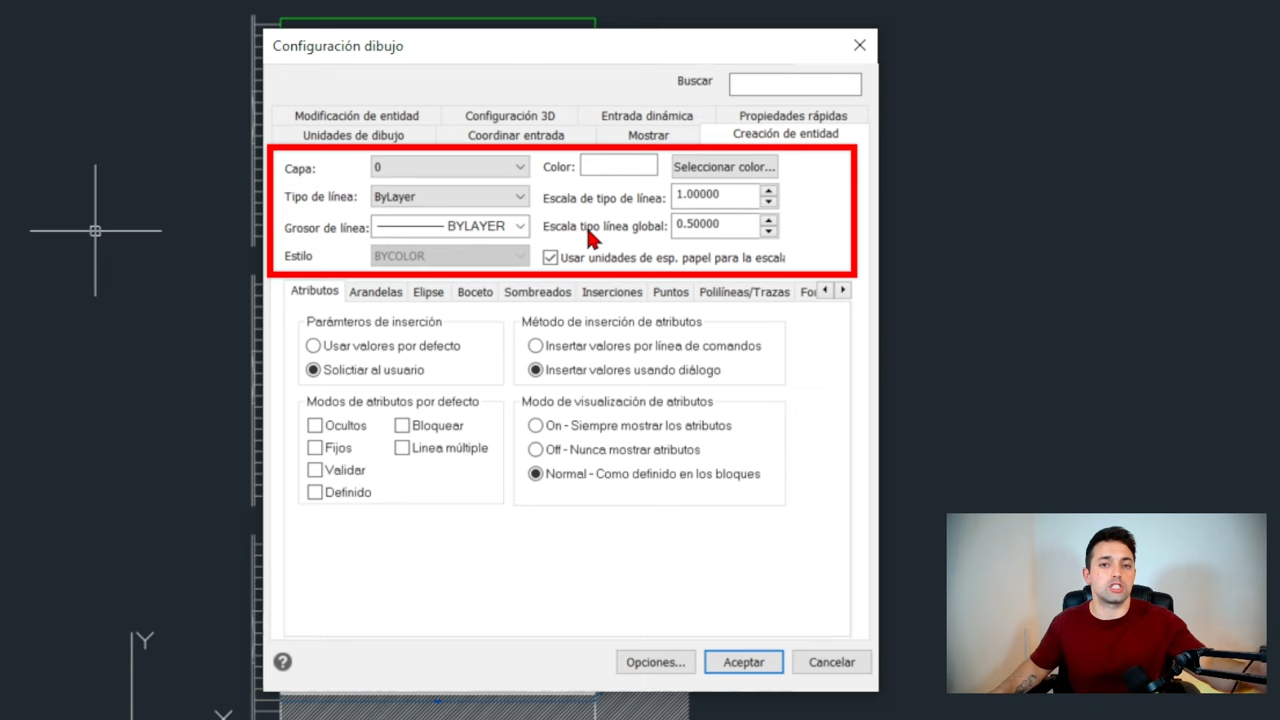 Configuración dibujo
Buscar
Modificación de entidad Configuración 3D Entrada dinámica Propiedades rápidas
Unidades de dibujo Coordinar entrada Mostrar Creación de entidad
Capa: 0 Color: Seleccionar color...
Tipo de línea: ByLayer Escala de tipo de línea: 1.00000
Grosor de línea: BYLAYER Escala tipo línea global: 0.50000
Estilo BYCOLOR Usar unidades de esp. papel para la escala
Atributos Arandelas Elipse Boceto Sombreados Inserciones Puntos Polilíneas/Trazas For
Parámteros de inserción
Usar valores por defecto
Solictiar al usuario
Método de inserción de atributos
Insertar valores por línea de comandos
Insertar valores usando diálogo
Modos de atributos por defecto
Ocultos Bloquear
Fijos Linea múltiple
Validar
Definido
Modo de visualización de atributos
On - Siempre mostrar los atributos
Off - Nunca mostrar atributos
Normal - Como definido en los bloques
? Opciones... Aceptar Cancelar
Y
X